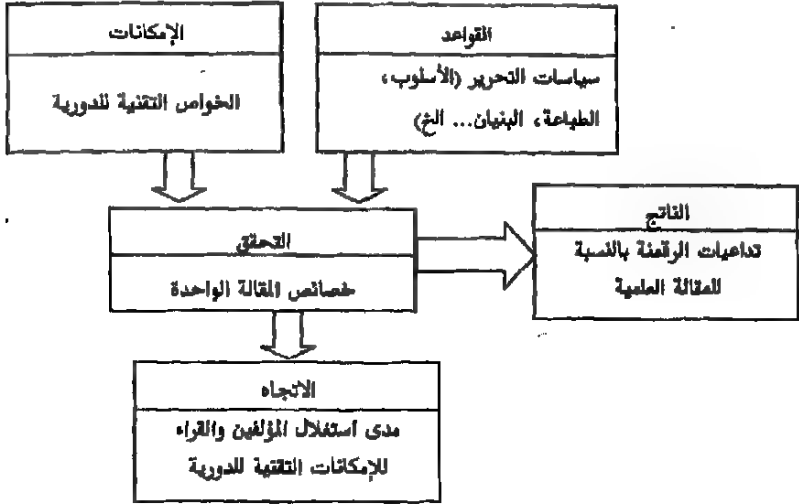 القواعد
سياسات التحرير (الأسلوب،
الطباعة، البنيان... الخ)
الإمكانات
الخواص التقنية للدورية
التحقق
خصائص المقالة الواحدة
الناتج
تداعيات الرقمنة بالنسبة
للمقالة العلمية
الاتجاه
مدى استغلال المؤلفين والقراء
للإمكانات التقنية للدورية